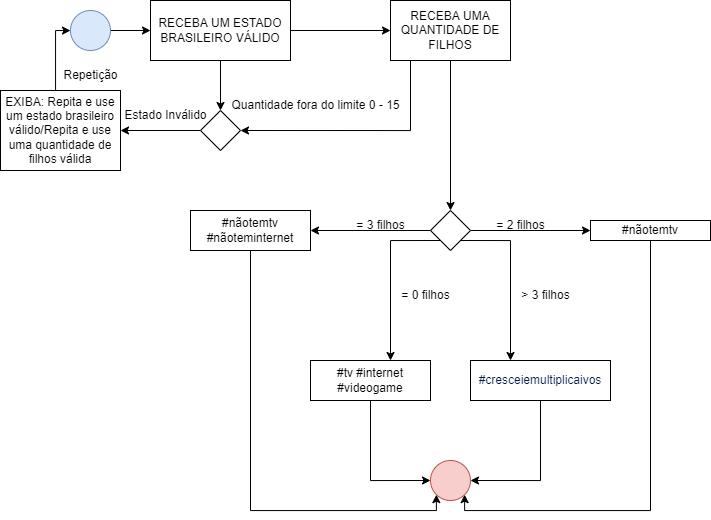 RECEBA UM ESTADO
BRASILEIRO VÁLIDO
RECEBA UMA
QUANTIDADE DE
FILHOS
Repetição
EXIBA: Repita e use
um estado brasileiro
válido/Repita e use
uma quantidade de
filhos válida
Estado Inválido
Quantidade fora do limite 0 - 15
#nãotemtv
#nãoteminternet
= 3 filhos
= 2 filhos
#nãotemtv
= 0 filhos
> 3 filhos
#tv #internet
#videogame
#cresceiemultiplicaivos